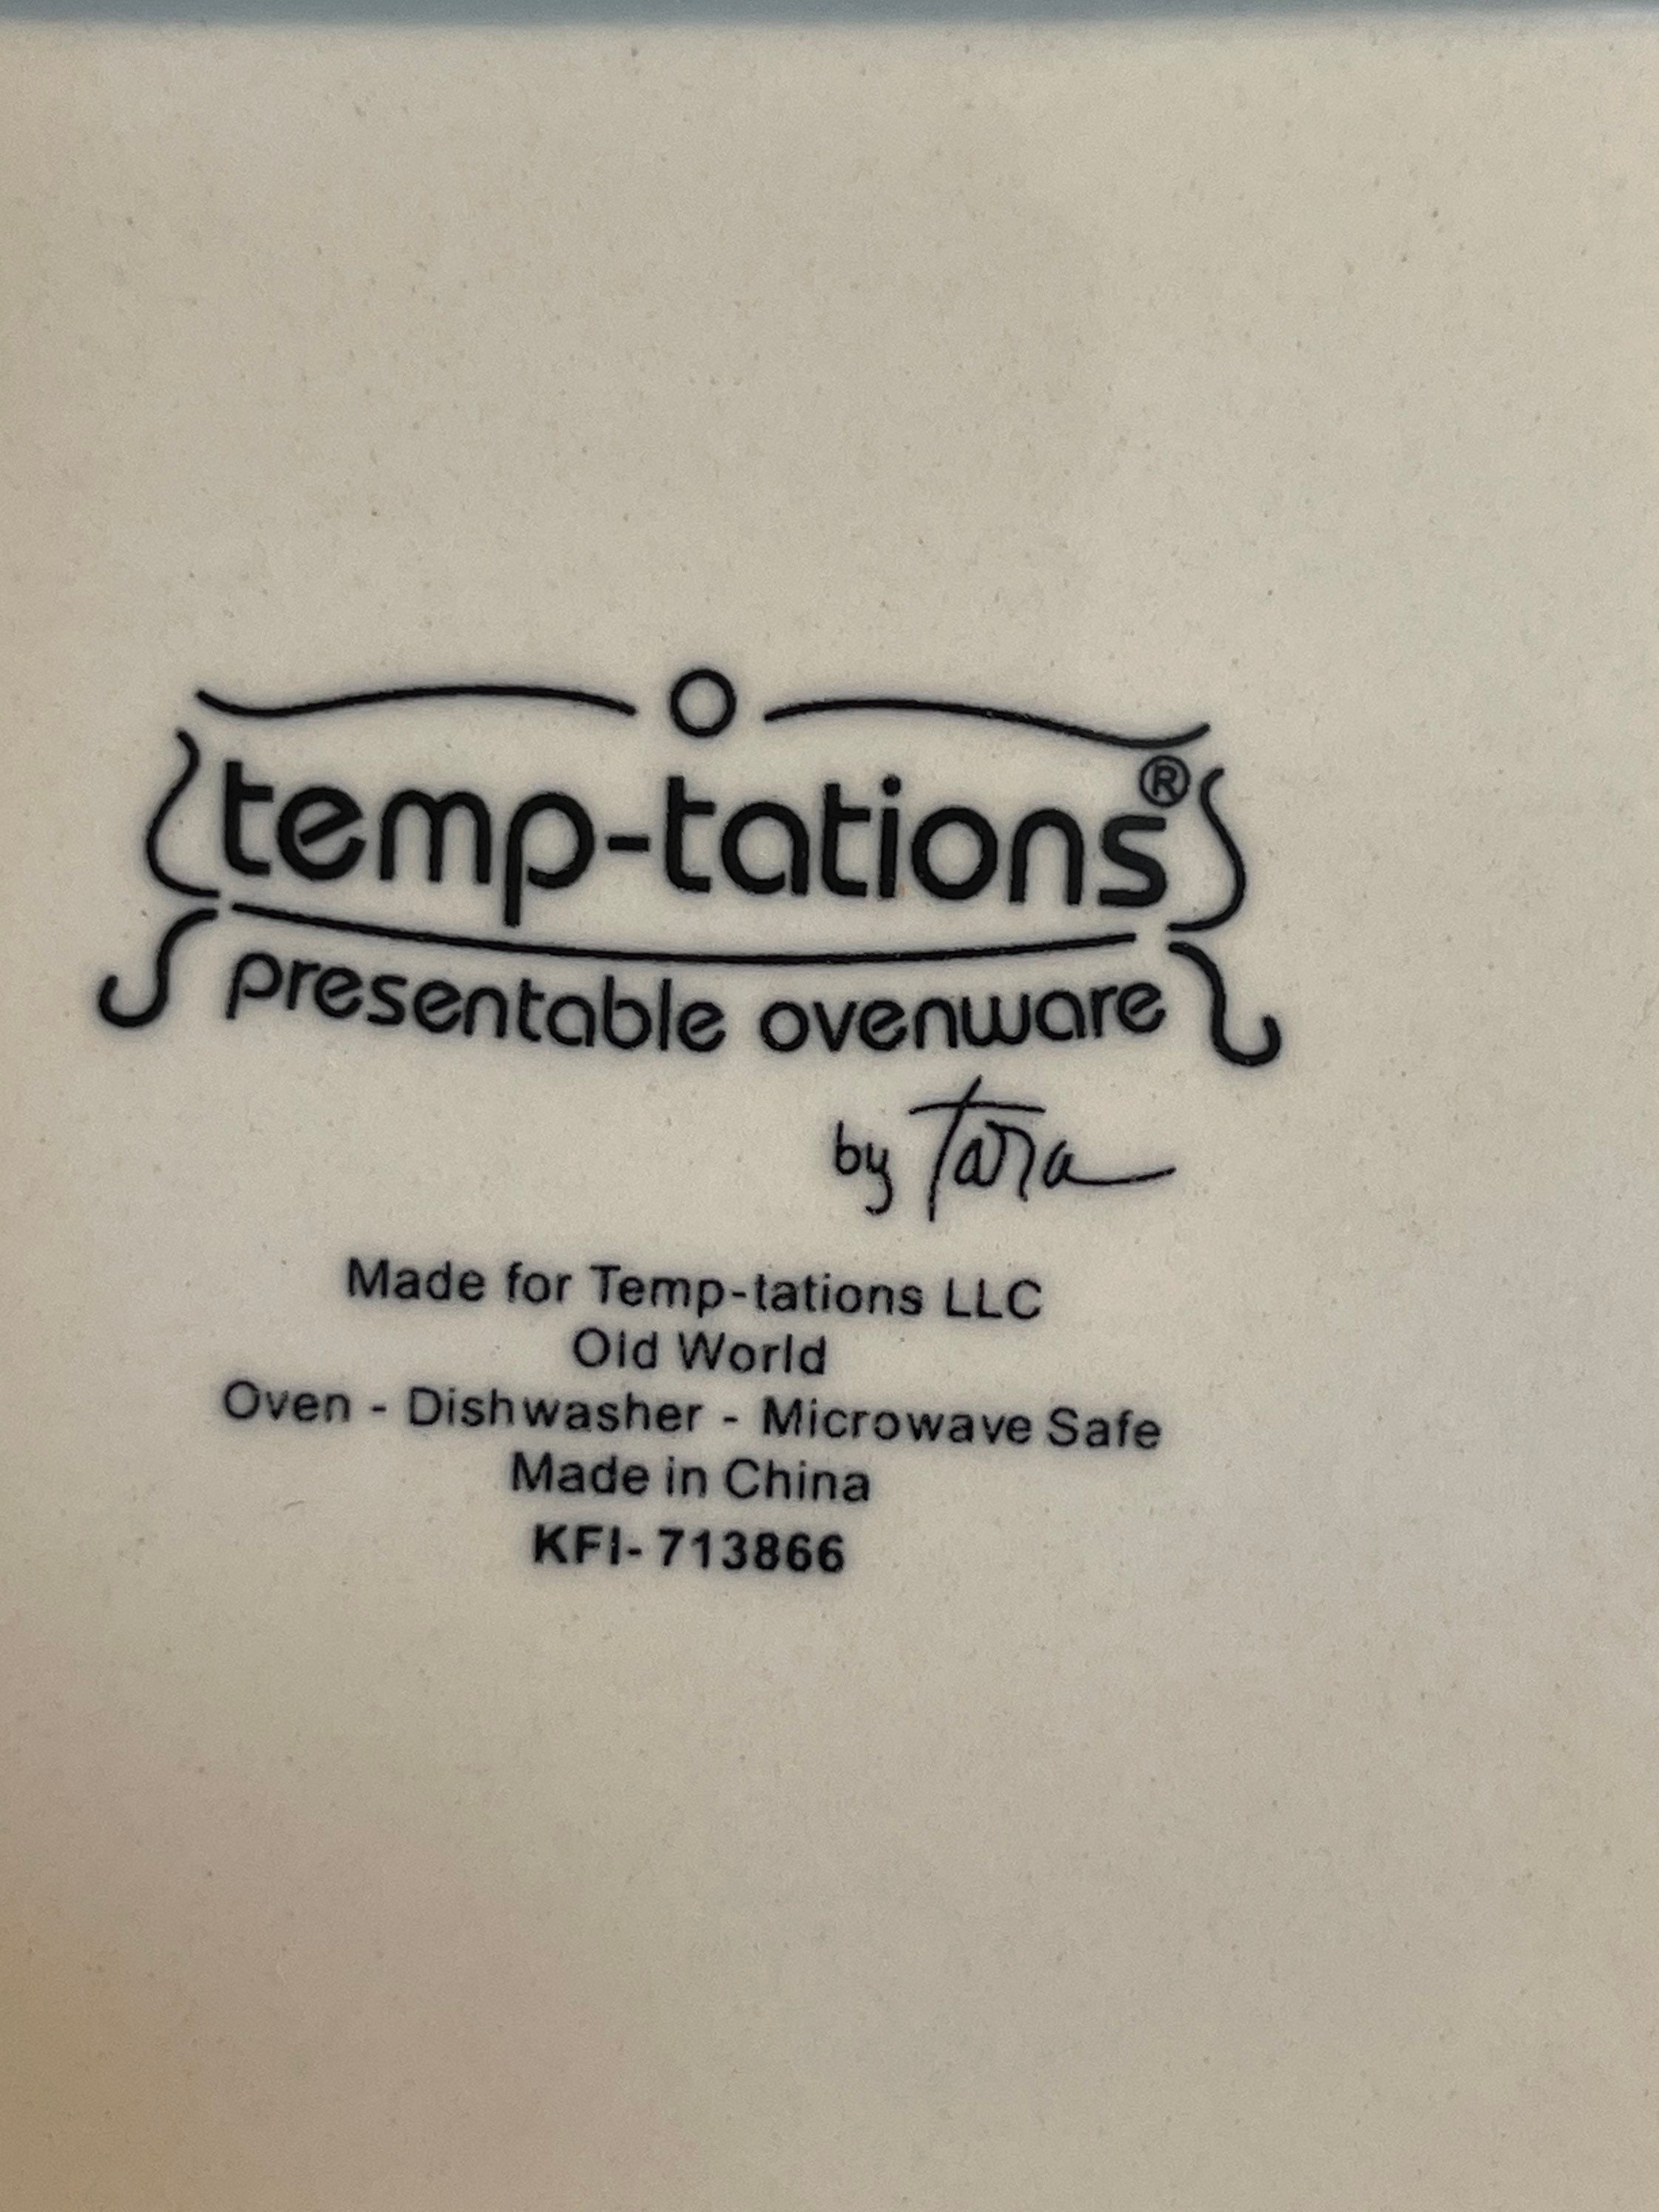 temp-tations®
presentable ovenware
by Tara
Made for Temp-tations LLC
Old World
Oven - Dishwasher - Microwave Safe
Made in China
KFI- 713866